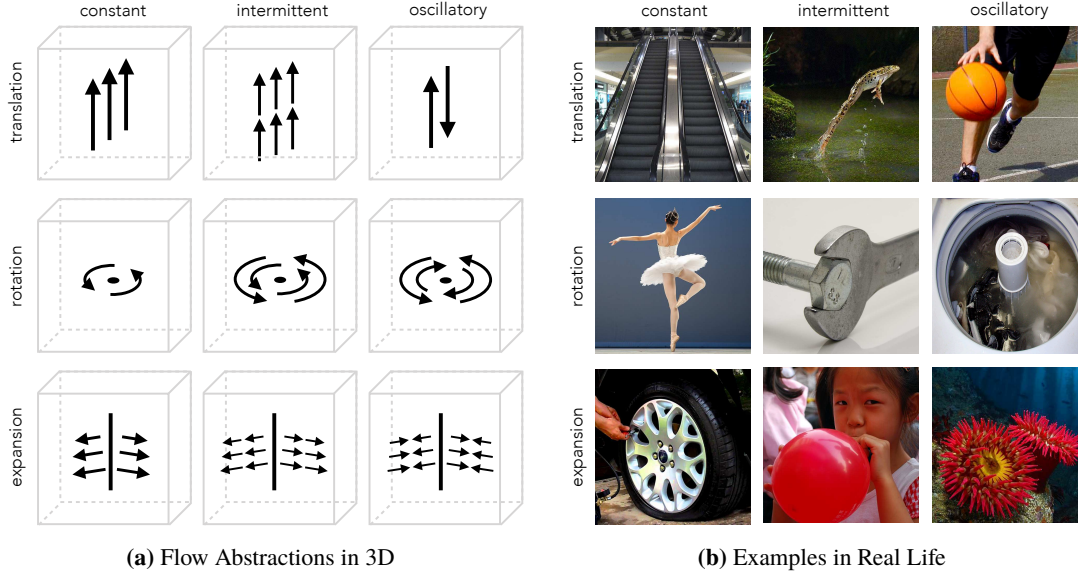 constant intermittent oscillatory
translation
rotation
expansion
(a) Flow Abstractions in 3D
constant intermittent oscillatory
translation
rotation
expansion
(b) Examples in Real Life